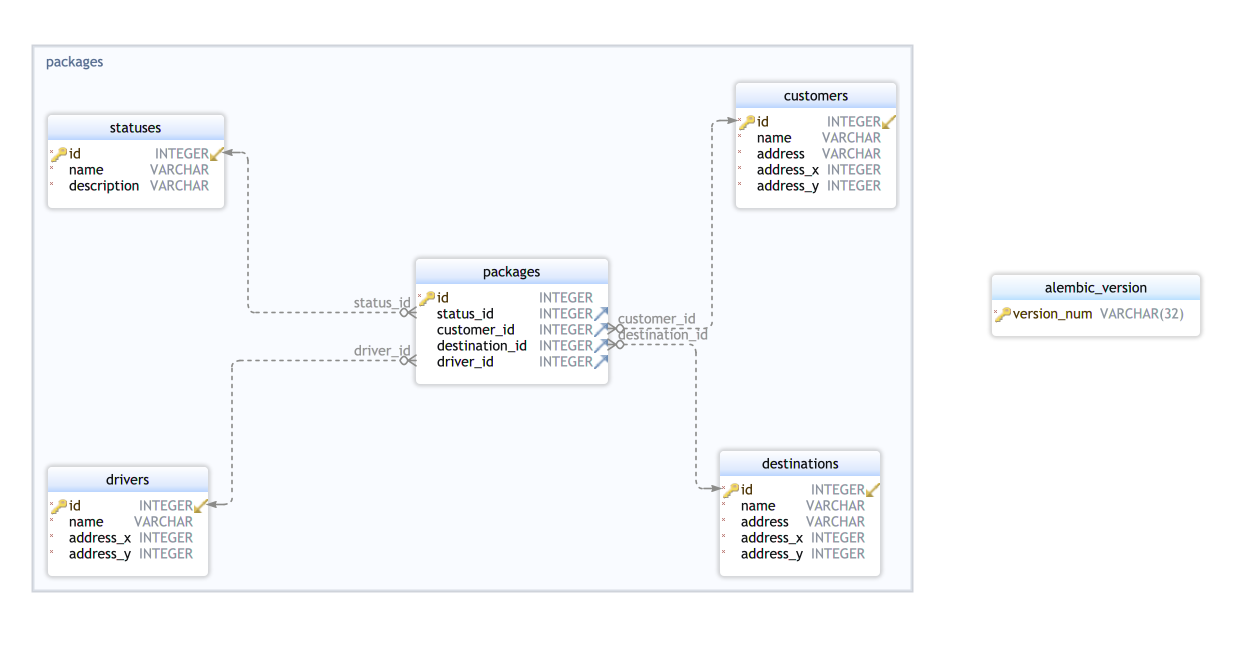 packages
statuses
id INTEGER
name VARCHAR
description VARCHAR
customers
id INTEGER
name VARCHAR
address VARCHAR
address_x INTEGER
address_y INTEGER
packages
id INTEGER
status_id INTEGER
customer_id INTEGER
destination_id INTEGER
driver_id INTEGER
status_id
driver_id
customer_id
destination_id
alembic_version
version_num VARCHAR(32)
drivers
id INTEGER
name VARCHAR
address_x INTEGER
address_y INTEGER
destinations
id INTEGER
name VARCHAR
address VARCHAR
address_x INTEGER
address_y INTEGER